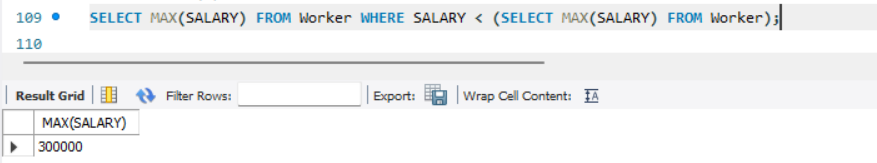 109 SELECT MAX(SALARY) FROM Worker WHERE SALARY < (SELECT MAX(SALARY) FROM Worker);
110
Result Grid Filter Rows: Export: Wrap Cell Content: IA
MAX(SALARY)
300000